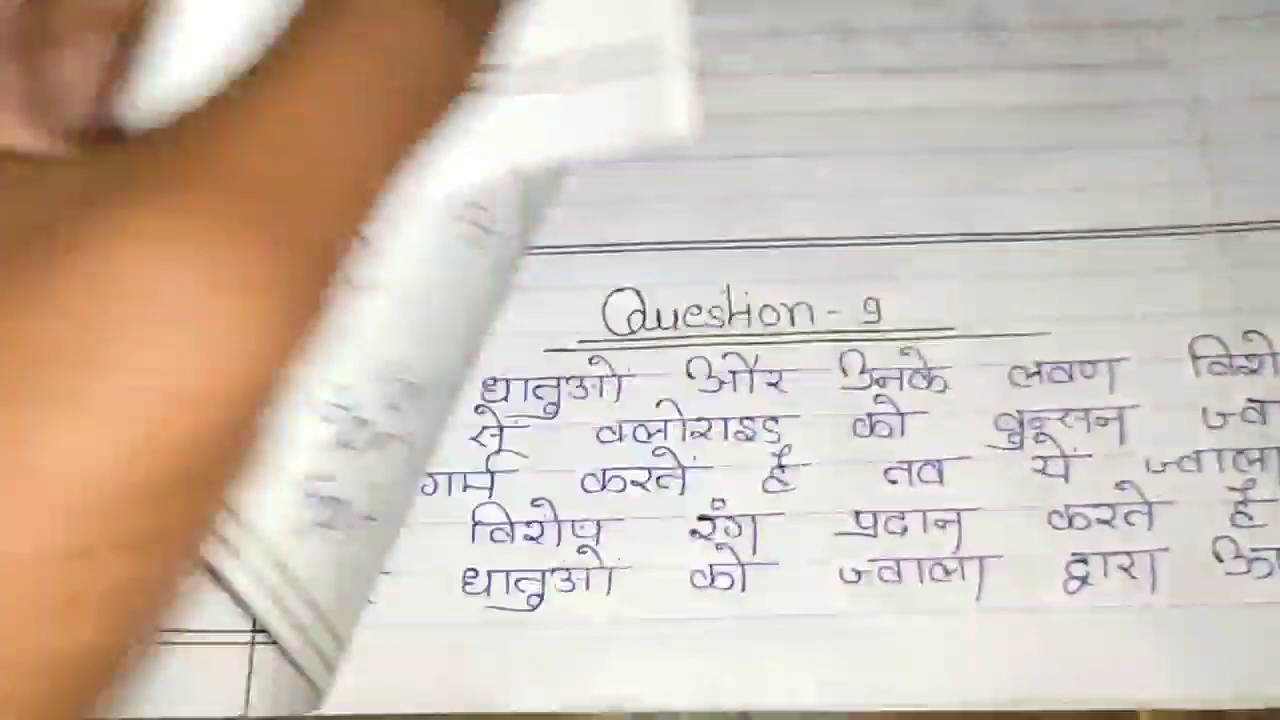 Question - 9
धातुओं और उनके लवण विशे
से क्लोराइड को बुन्सन ज्व
गर्म करतें है तब ये ज्वाला
विशेष रंग प्रदान करते है
धातुओ को ज्वाला द्वारा ऊ